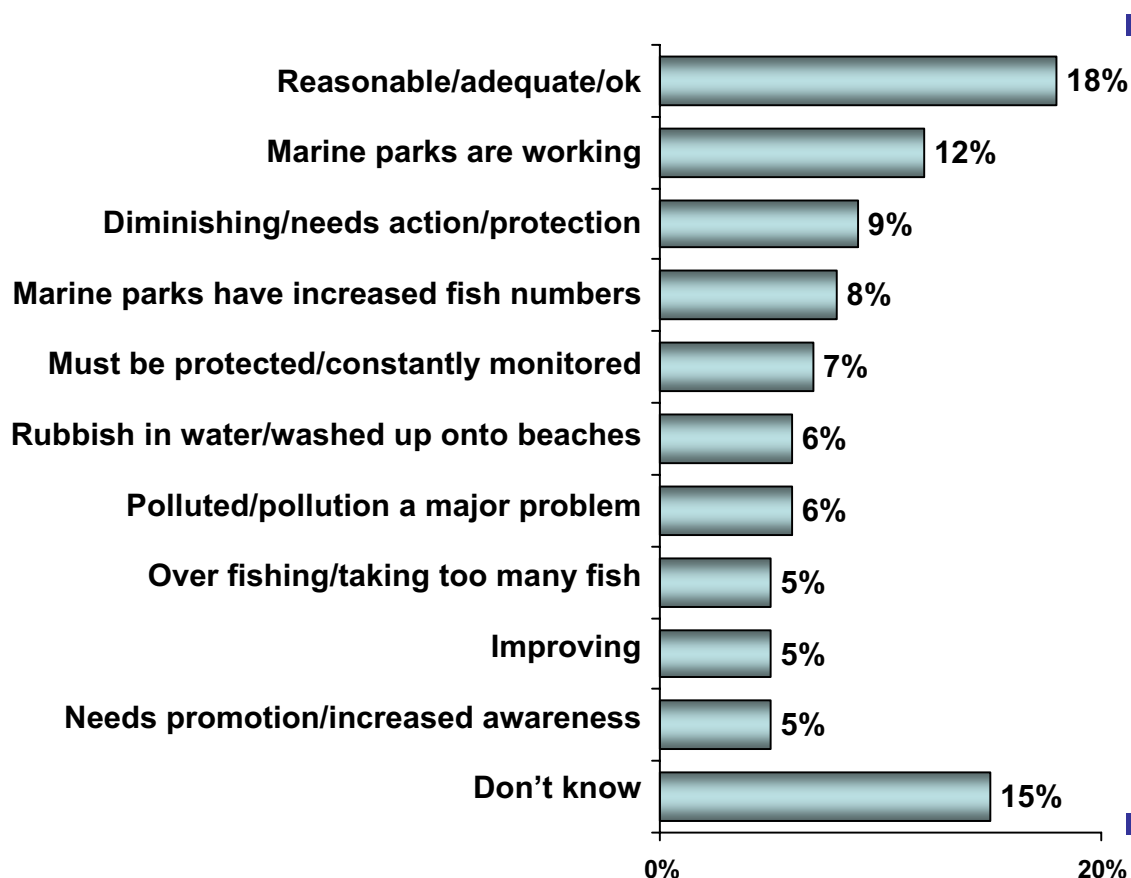 Reasonable/adequate/ok 18%
Marine parks are working 12%
Diminishing/needs action/protection 9%
Marine parks have increased fish numbers 8%
Must be protected/constantly monitored 7%
Rubbish in water/washed up onto beaches 6%
Polluted/pollution a major problem 6%
Over fishing/taking too many fish 5%
Improving 5%
Needs promotion/increased awareness 5%
Don’t know 15%
0% 20%